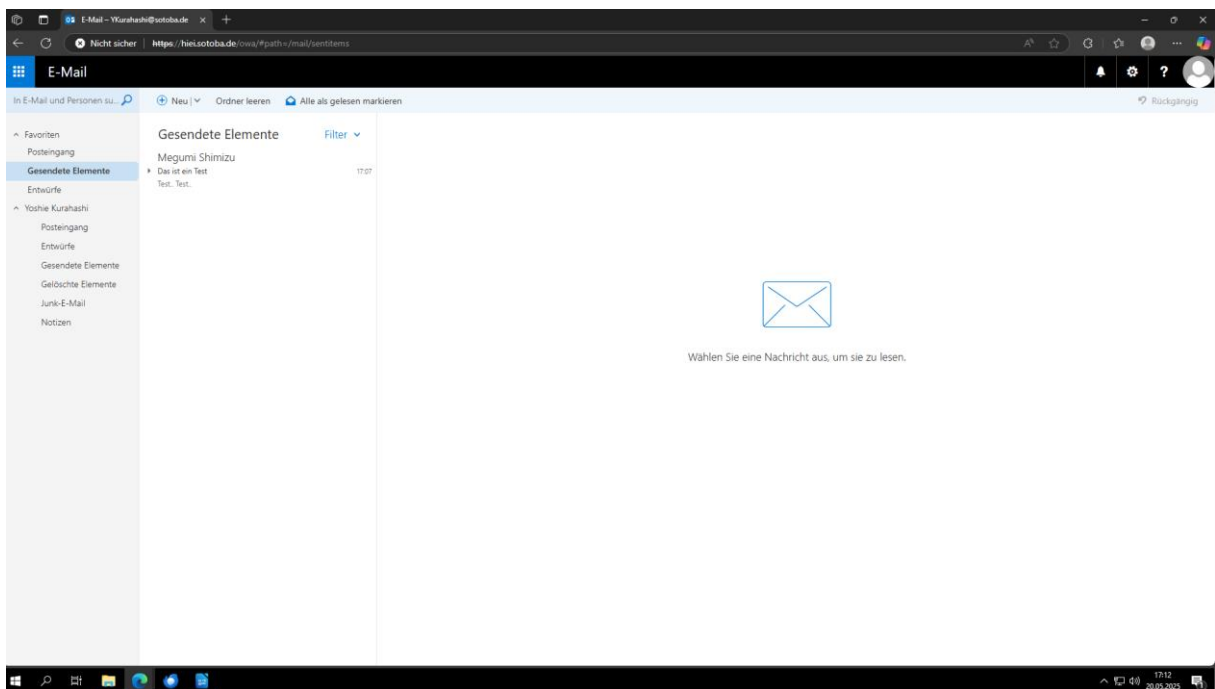 E-Mail – YKurahashi@sotoba.de
Nicht sicher https://hiei.sotoba.de/owa/#path=/mail/sentitems
E-Mail
?
In E-Mail und Personen su...
Neu
Ordner leeren
Alle als gelesen markieren
Rückgängig
Favoriten
Posteingang
Gesendete Elemente
Entwürfe
Yoshie Kurahashi
Posteingang
Entwürfe
Gesendete Elemente
Gelöschte Elemente
Junk-E-Mail
Notizen
Gesendete Elemente
Filter
Megumi Shimizu
Das ist ein Test 17:07
Test.. Test..
Wählen Sie eine Nachricht aus, um sie zu lesen.
17:12
20.05.2025